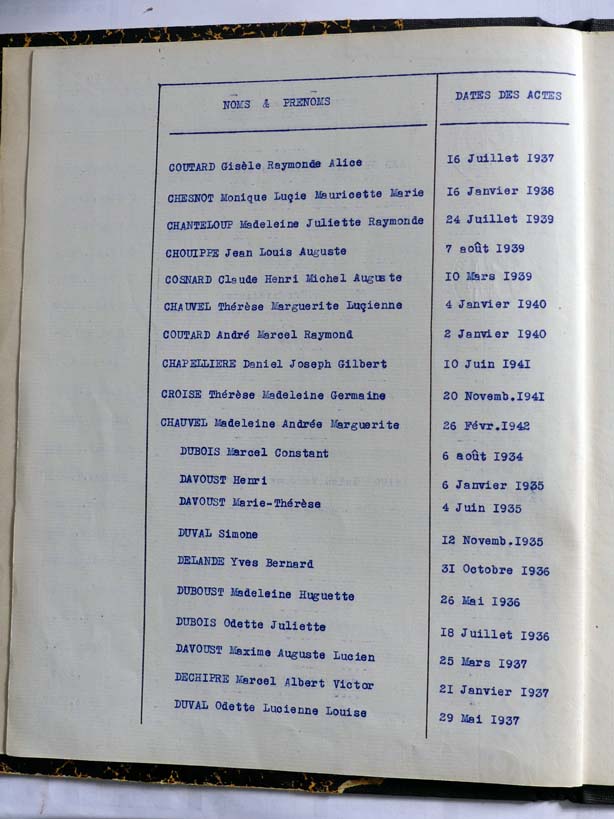 NOMS & PRENOMS DATES DES ACTES
COUTARD Gisèle Raymonde Alice 16 Juillet 1937
CHESNOT Monique Luçie Mauricette Marie 16 Janvier 1938
CHANTELOUP Madeleine Juliette Raymonde 24 Juillet 1939
CHOUIPPE Jean Louis Auguste 7 août 1939
COSNARD Claude Henri Michel Auguste 10 Mars 1939
CHAUVEL Thérèse Marguerite Luçienne 4 Janvier 1940
COUTARD André Marcel Raymond 2 Janvier 1940
CHAPELLIERE Daniel Joseph Gilbert 10 Juin 1941
CROISE Thérèse Madeleine Germaine 20 Novemb.1941
CHAUVEL Madeleine Andrée Marguerite 26 Févr.1942
DUBOIS Marcel Constant 6 août 1934
DAVOUST Henri 6 Janvier 1935
DAVOUST Marie-Thérèse 4 Juin 1935
DUVAL Simone 12 Novemb.1935
DELANDE Yves Bernard 31 Octobre 1936
DUBOUST Madeleine Huguette 26 Mai 1936
DUBOIS Odette Juliette 18 Juillet 1936
DAVOUST Maxime Auguste Lucien 25 Mars 1937
DECHIPRE Marcel Albert Victor 21 Janvier 1937
DUVAL Odette Lucienne Louise 29 Mai 1937